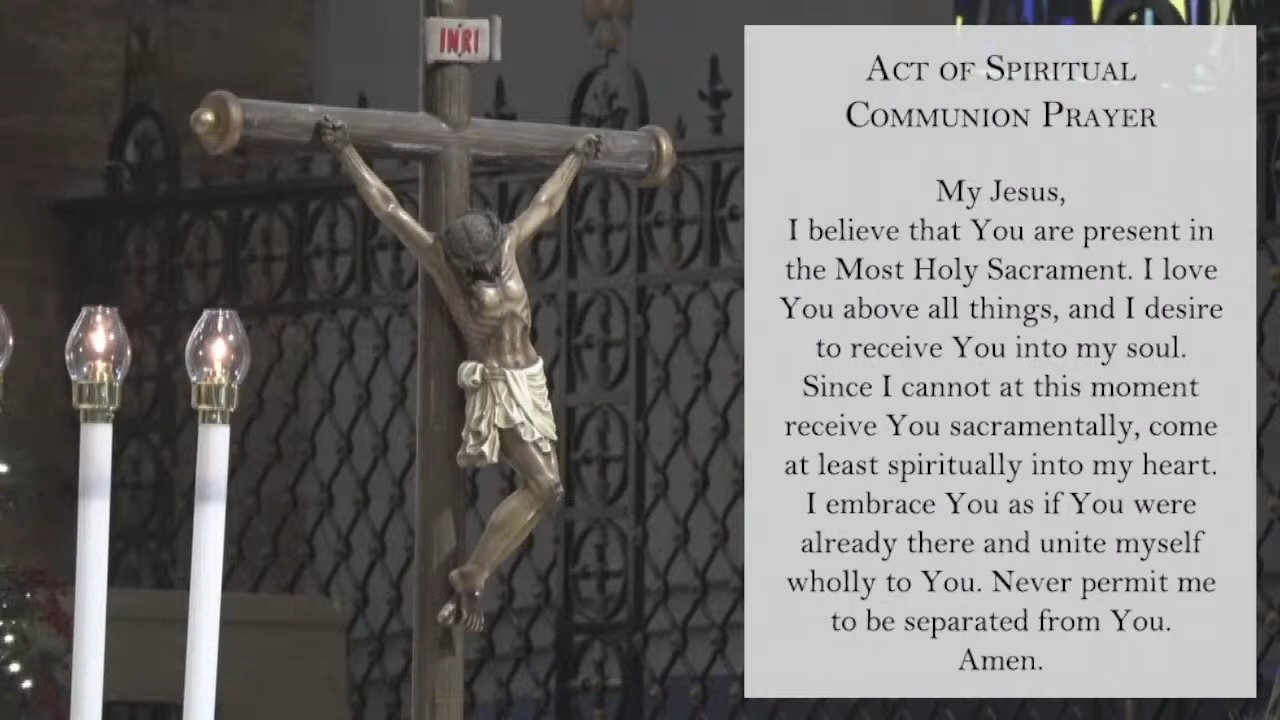 INRI
Act of Spiritual
Communion Prayer
My Jesus,
I believe that You are present in
the Most Holy Sacrament. I love
You above all things, and I desire
to receive You into my soul.
Since I cannot at this moment
receive You sacramentally, come
at least spiritually into my heart.
I embrace You as if You were
already there and unite myself
wholly to You. Never permit me
to be separated from You.
Amen.